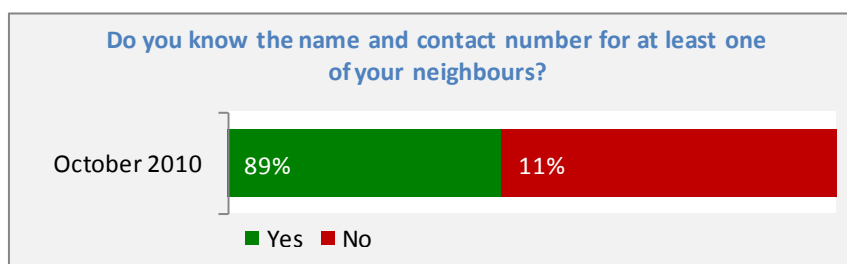 Do you know the name and contact number for at least one
of your neighbours?
October 2010 89% 11%
Yes No